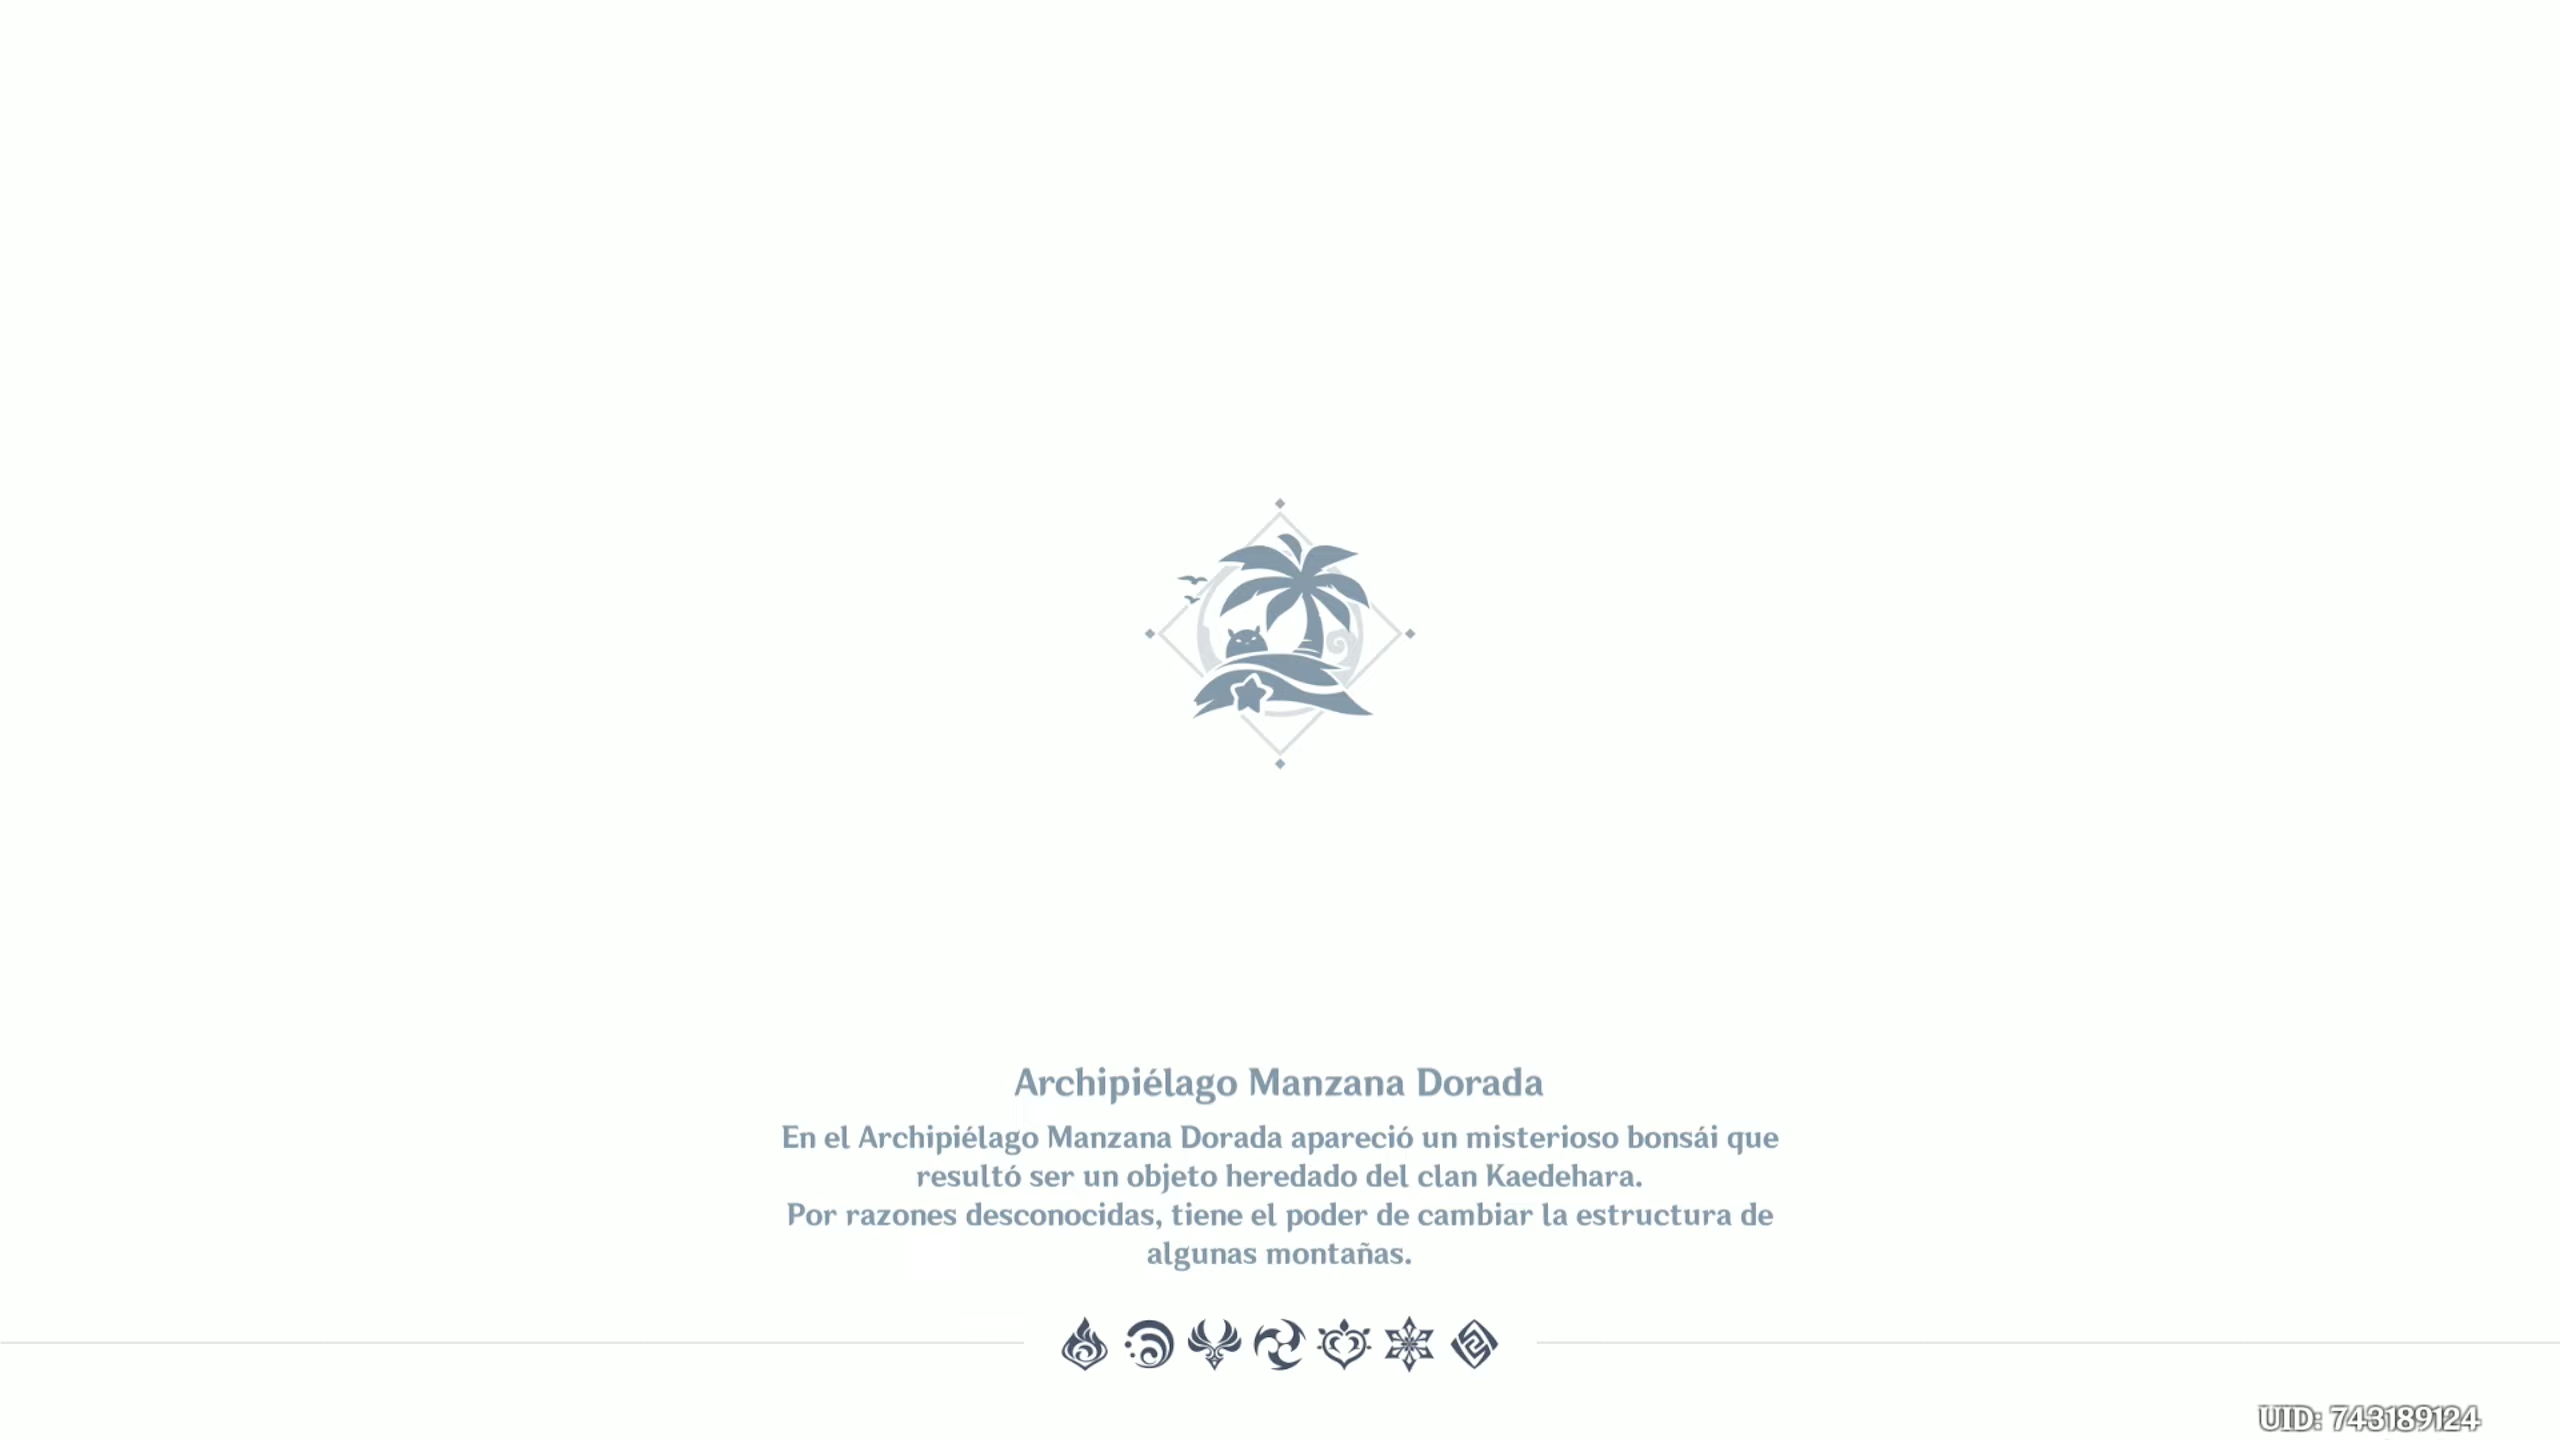 Archipiélago Manzana Dorada
En el Archipiélago Manzana Dorada apareció un misterioso bonsái que
resultó ser un objeto heredado del clan Kaedehara.
Por razones desconocidas, tiene el poder de cambiar la estructura de
algunas montañas.
UID: 743189124